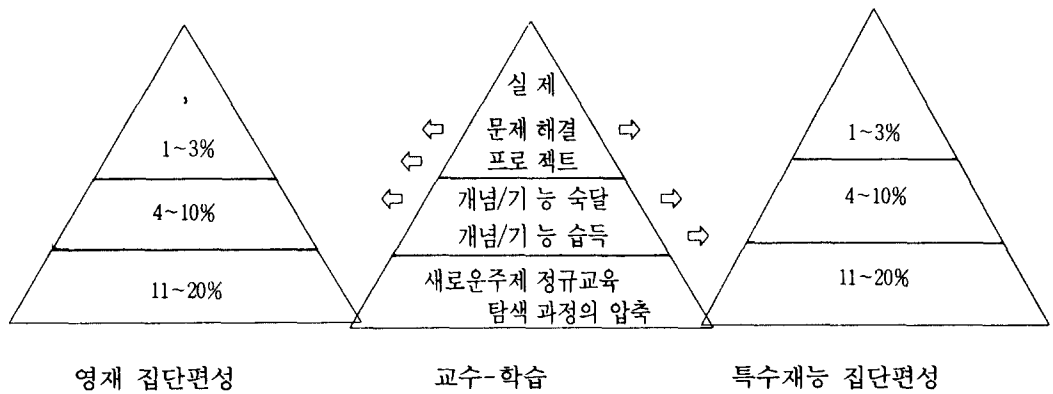 1~3%
4~10%
11~20%
영재 집단편성
실 제
문제 해결
프로 젝트
개념/기 능 숙달
개념/기 능 습득
새로운주제 정규교육
탐색 과정의 압축
교수-학습
1~3%
4~10%
11~20%
특수재능 집단편성